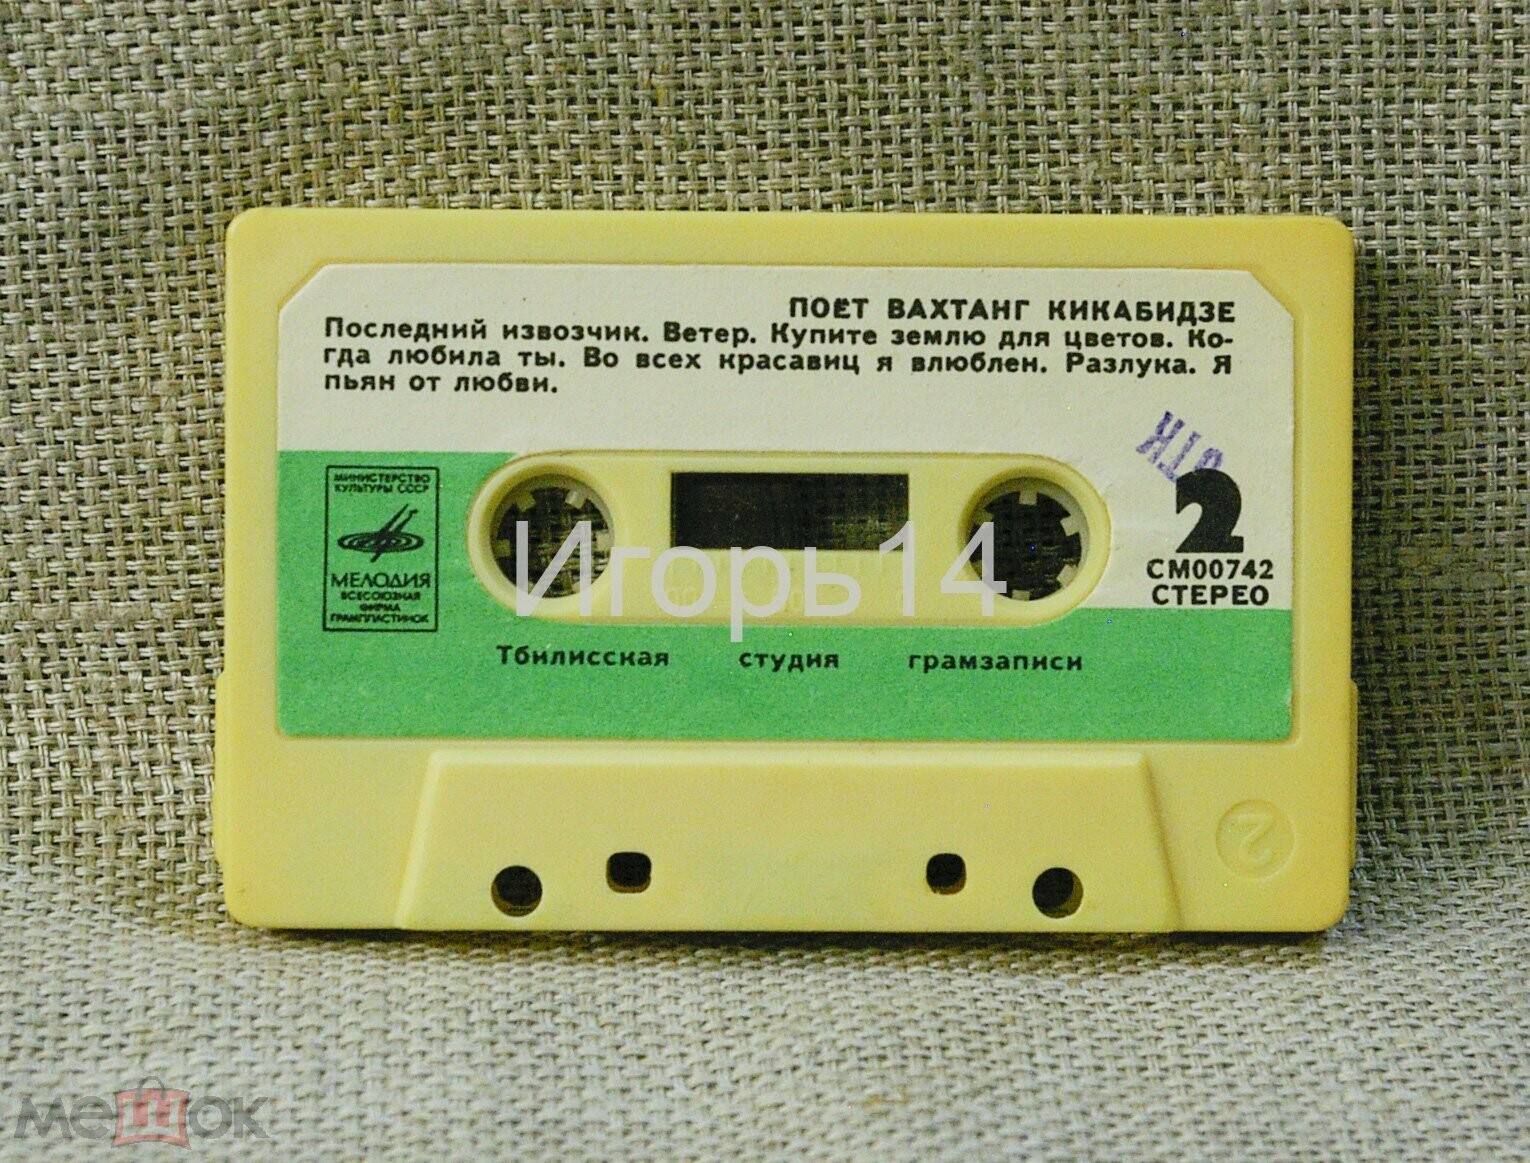 ПОЕТ ВАХТАНГ КИКАБИДЗЕ
Последний извозчик. Ветер. Купите землю для цветов. Ко-
гда любила ты. Во всех красавиц я влюблен. Разлука. Я
пьян от любви.
МИНИСТЕРСТВО
КУЛЬТУРЫ СССР
МЕЛОДИЯ
ВСЕСОЮЗНАЯ
ФИРМА
ГРАМПЛАСТИНОК
2
СМ00742
СТЕРЕО
Игорь14
Тбилисская студия грамзаписи
2
мешок